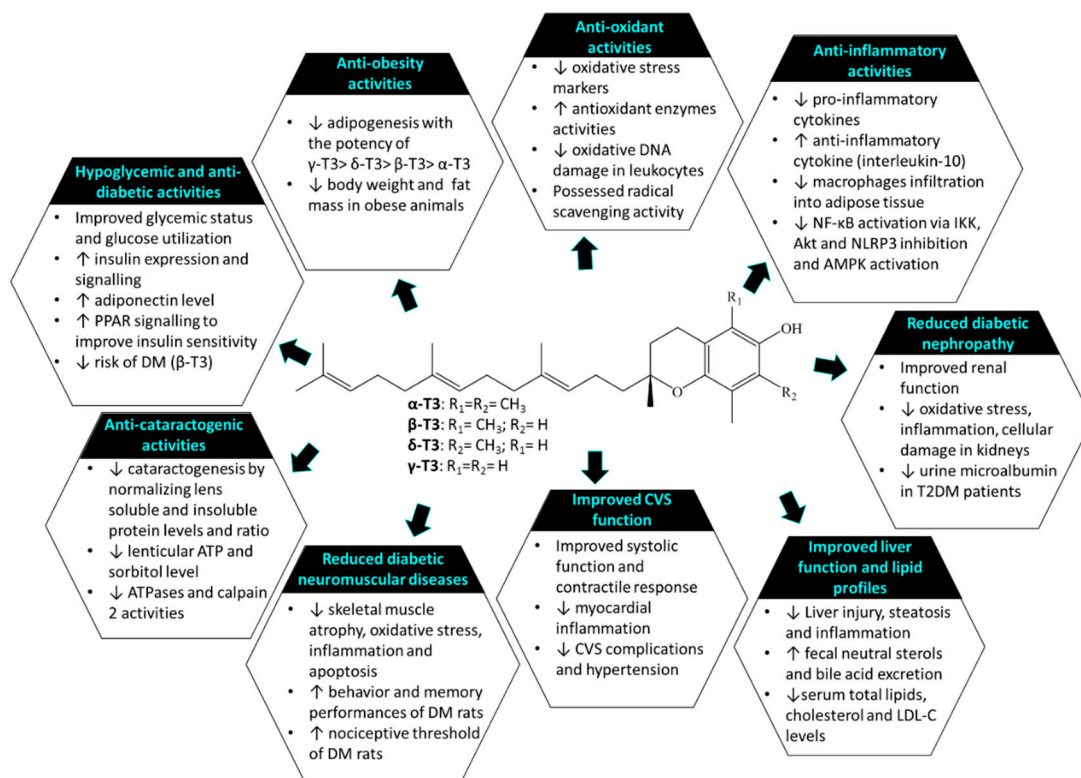 Anti-oxidant
activities
↓ oxidative stress
markers
↑ antioxidant enzymes
activities
↓ oxidative DNA
damage in leukocytes
Possessed radical
scavenging activity
Anti-obesity
activities
↓ adipogenesis with
the potency of
γ-T3> δ-T3> β-T3> α-T3
↓ body weight and fat
mass in obese animals
Anti-inflammatory
activities
↓ pro-inflammatory
cytokines
↑ anti-inflammatory
cytokine (interleukin-10)
↓ macrophages infiltration
into adipose tissue
↓ NF-κB activation via IKK,
Akt and NLRP3 inhibition
and AMPK activation
Hypoglycemic and anti-
diabetic activities
Improved glycemic status
and glucose utilization
↑ insulin expression and
signalling
↑ adiponectin level
↑ PPAR signalling to
improve insulin sensitivity
↓ risk of DM (β-T3)
R1
OH
O
R2
α-T3: R1=R2= CH3
β-T3: R1= CH3; R2= H
δ-T3: R2= CH3; R1= H
γ-T3: R1=R2= H
Reduced diabetic
nephropathy
Improved renal
function
↓ oxidative stress,
inflammation, cellular
damage in kidneys
↓ urine microalbumin
in T2DM patients
Anti-cataractogenic
activities
↓ cataractogenesis by
normalizing lens
soluble and insoluble
protein levels and ratio
↓ lenticular ATP and
sorbitol level
↓ ATPases and calpain
2 activities
Reduced diabetic
neuromuscular diseases
↓ skeletal muscle
atrophy, oxidative stress,
inflammation and
apoptosis
↑ behavior and memory
performances of DM rats
↑ nociceptive threshold
of DM rats
Improved CVS
function
Improved systolic
function and
contractile response
↓ myocardial
inflammation
↓ CVS complications
and hypertension
Improved liver
function and lipid
profiles
↓ Liver injury, steatosis
and inflammation
↑ fecal neutral sterols
and bile acid excretion
↓serum total lipids,
cholesterol and LDL-C
levels